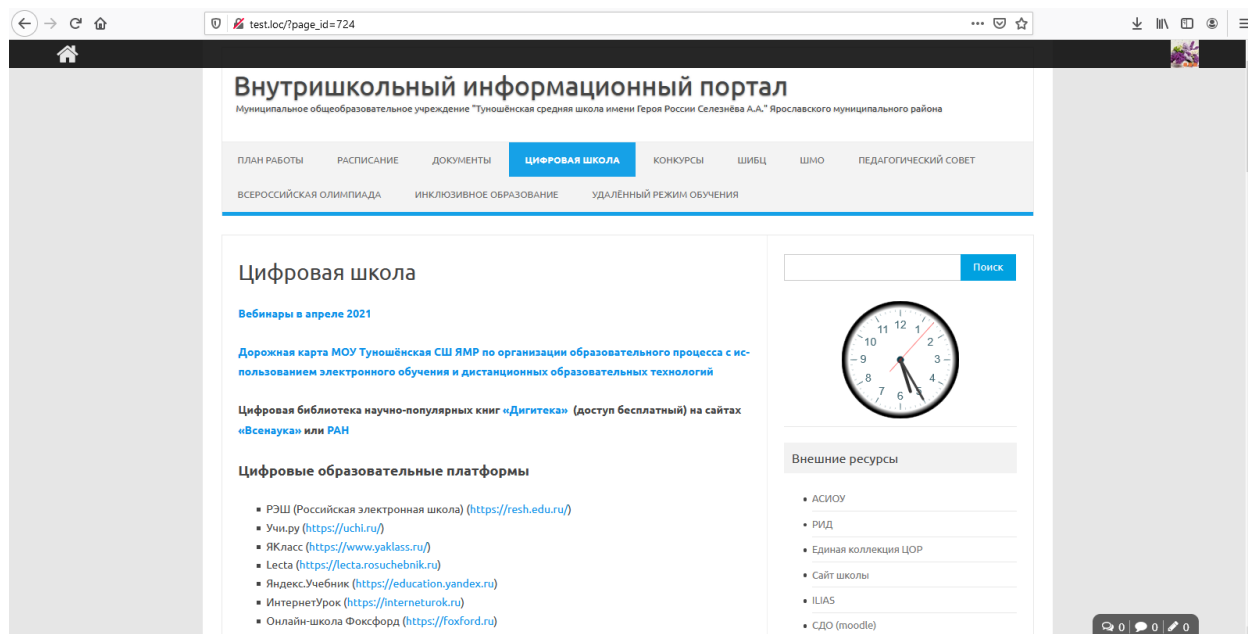 test.loc/?page_id=724
Внутришкольный информационный портал
Муниципальное общеобразовательное учреждение "Туношёнская средняя школа имени Героя России Селезнёва А.А." Ярославского муниципального района
ПЛАН РАБОТЫ РАСПИСАНИЕ ДОКУМЕНТЫ ЦИФРОВАЯ ШКОЛА КОНКУРСЫ ШИБЦ ШМО ПЕДАГОГИЧЕСКИЙ СОВЕТ
ВСЕРОССИЙСКАЯ ОЛИМПИАДА ИНКЛЮЗИВНОЕ ОБРАЗОВАНИЕ УДАЛЁННЫЙ РЕЖИМ ОБУЧЕНИЯ
Цифровая школа
Вебинары в апреле 2021
Дорожная карта МОУ Туношёнская СШ ЯМР по организации образовательного процесса с ис-
пользованием электронного обучения и дистанционных образовательных технологий
Цифровая библиотека научно-популярных книг «Дигитека» (доступ бесплатный) на сайтах
«Всенаука» или РАН
Цифровые образовательные платформы
РЭШ (Российская электронная школа) (https://resh.edu.ru/)
Учи.ру (https://uchi.ru/)
ЯКласс (https://www.yaklass.ru/)
Lecta (https://lecta.rosuchebnik.ru)
Яндекс.Учебник (https://education.yandex.ru)
ИнтернетУрок (https://interneturok.ru)
Онлайн-школа Фоксфорд (https://foxford.ru)
Поиск
11 12 1
10 2
9 3
8 4
7 6 5
Внешние ресурсы
АСИОУ
РИД
Единая коллекция ЦОР
Сайт школы
ILIAS
СДО (moodle)
0 0 0